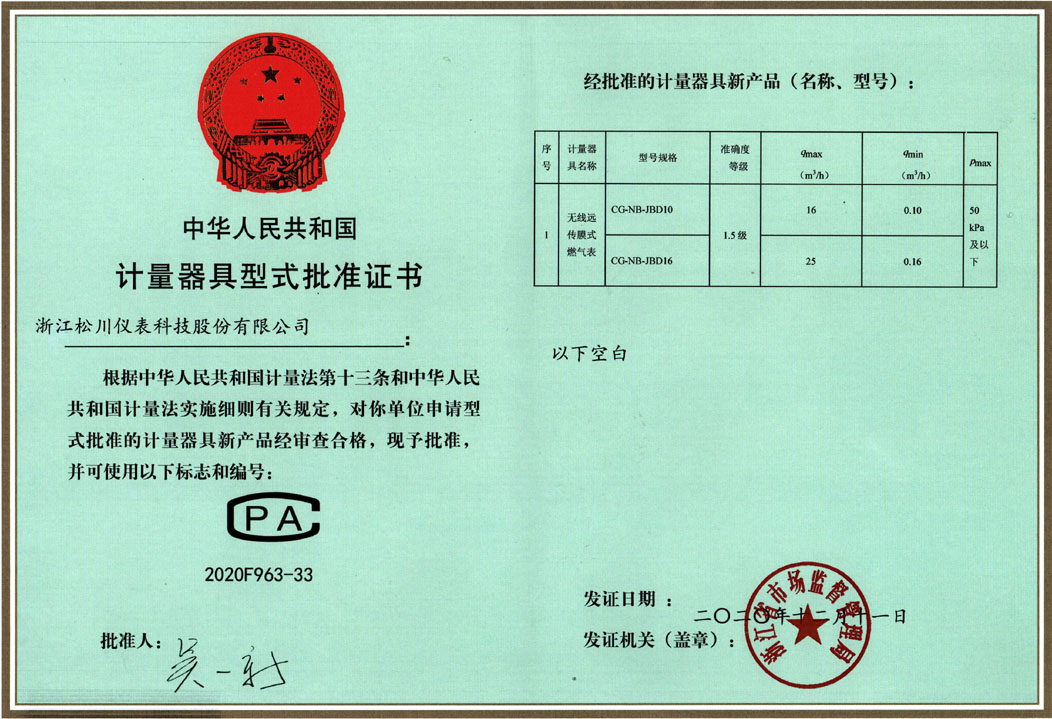 中华人民共和国
计量器具型式批准证书
浙江松川仪表科技股份有限公司
:
根据中华人民共和国计量法第十三条和中华人民
共和国计量法实施细则有关规定，对你单位申请型
式批准的计量器具新产品经审查合格，现予批准，
并可使用以下标志和编号：
CPA
2020F963-33
批准人：
吴一新
经批准的计量器具新产品（名称、型号）：
序号 计量器具名称 型号规格 准确度等级 qmax（m³/h） qmin（m³/h） pmax
1 无线远传膜式燃气表 CG-NB-JBD10 1.5级 16 0.10 50kPa及以下
CG-NB-JBD16 25 0.16
以下空白
发证日期：
二〇二〇年十二月十一日
发证机关（盖章）：
浙江省市场监督管理局